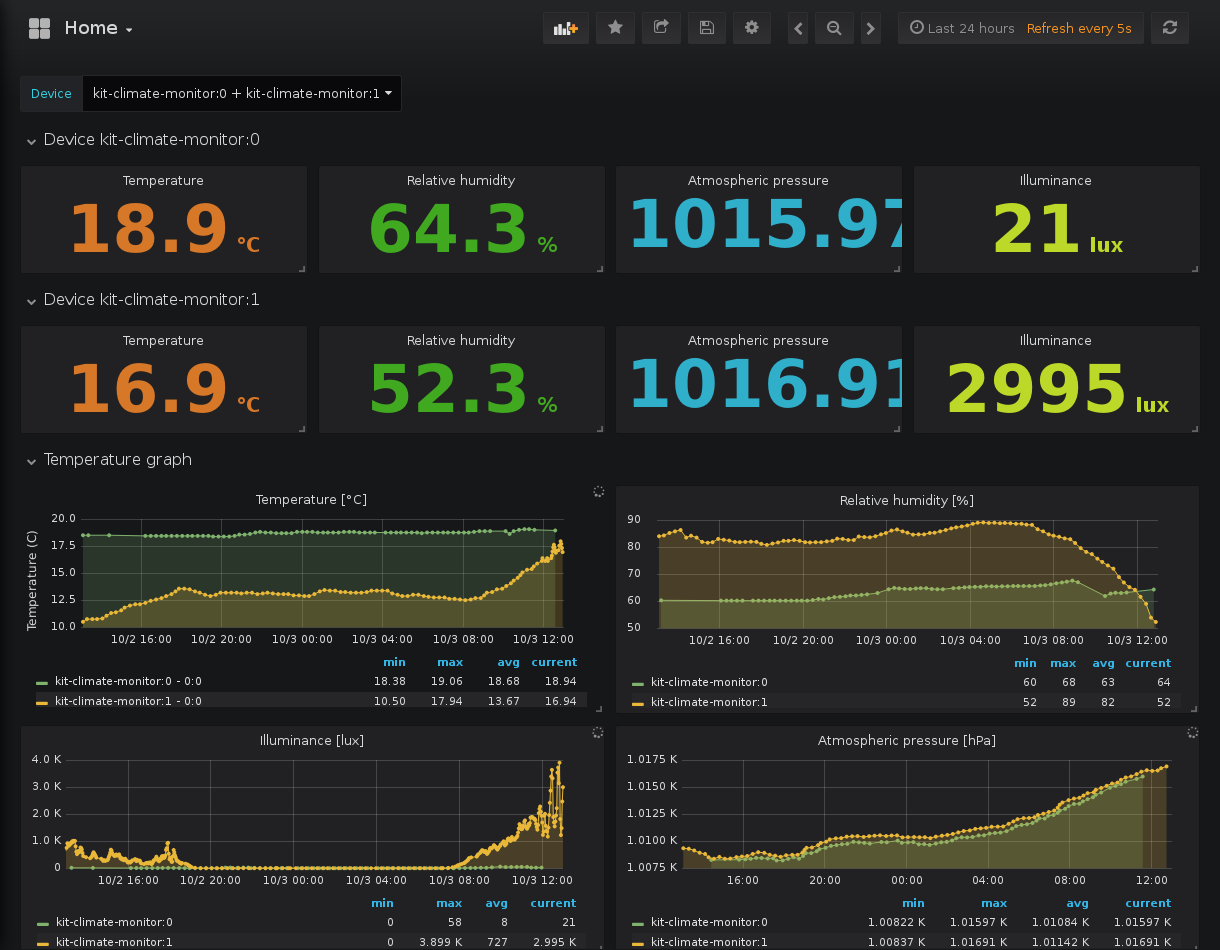 Home
Last 24 hours Refresh every 5s
Device kit-climate-monitor:0 + kit-climate-monitor:1
Device kit-climate-monitor:0
Temperature Relative humidity Atmospheric pressure Illuminance
18.9 °C 64.3 % 1015.97 21 lux
Device kit-climate-monitor:1
Temperature Relative humidity Atmospheric pressure Illuminance
16.9 °C 52.3 % 1016.91 2995 lux
Temperature graph
Temperature [°C]
Temperature (C)
20.0
17.5
15.0
12.5
10.0
10/2 16:00 10/2 20:00 10/3 00:00 10/3 04:00 10/3 08:00 10/3 12:00
min max avg current
kit-climate-monitor:0 - 0:0 18.38 19.06 18.68 18.94
kit-climate-monitor:1 - 0:0 10.50 17.94 13.67 16.94
Relative humidity [%]
90
80
70
60
50
10/2 16:00 10/2 20:00 10/3 00:00 10/3 04:00 10/3 08:00 10/3 12:00
min max avg current
kit-climate-monitor:0 60 68 63 64
kit-climate-monitor:1 52 89 82 52
Illuminance [lux]
4.0 K
3.0 K
2.0 K
1.0 K
0
10/2 16:00 10/2 20:00 10/3 00:00 10/3 04:00 10/3 08:00 10/3 12:00
min max avg current
kit-climate-monitor:0 0 58 8 21
kit-climate-monitor:1 0 3.899 K 727 2.995 K
Atmospheric pressure [hPa]
1.0175 K
1.0150 K
1.0125 K
1.0100 K
1.0075 K
16:00 20:00 00:00 04:00 08:00 12:00
min max avg current
kit-climate-monitor:0 1.00822 K 1.01597 K 1.01084 K 1.01597 K
kit-climate-monitor:1 1.00837 K 1.01691 K 1.01142 K 1.01691 K